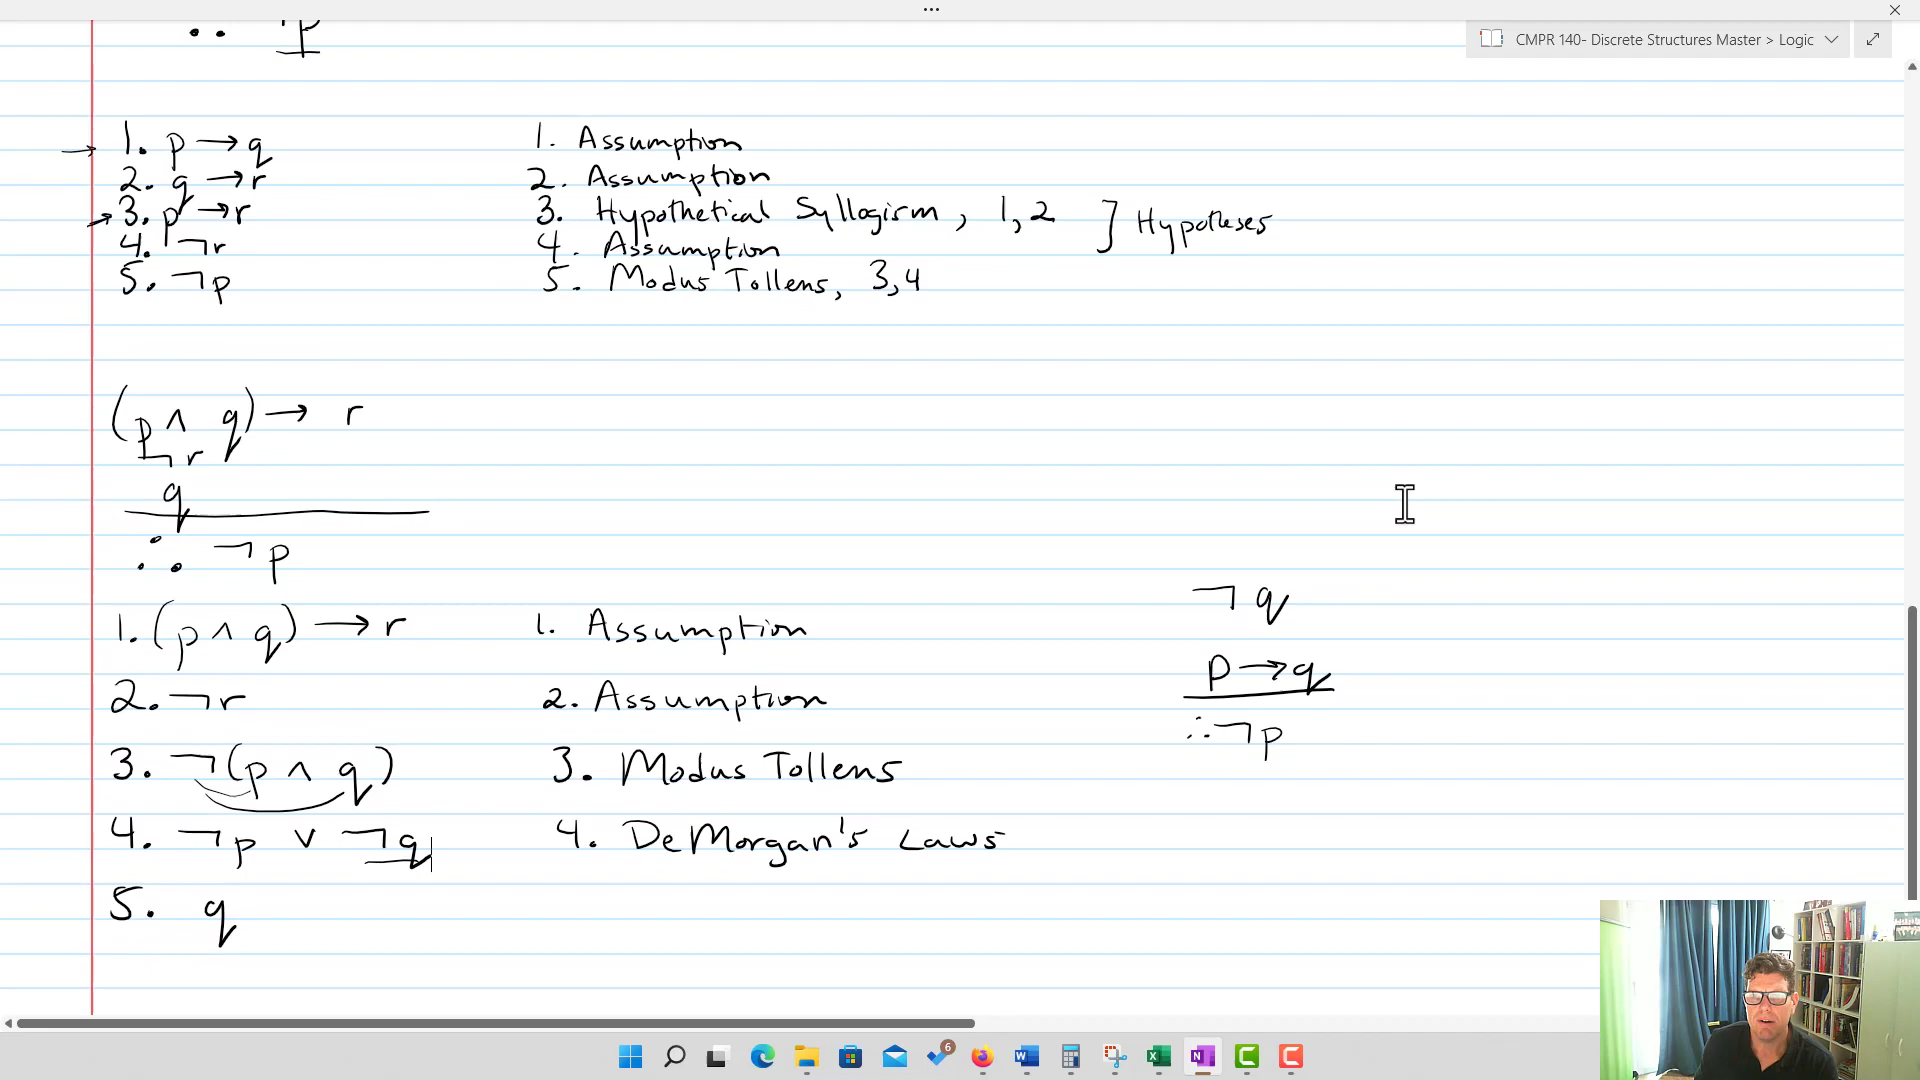 CMPR 140- Discrete Structures Master > Logic
∴ ¬p
1. p → q 1. Assumption
2. q → r 2. Assumption
3. p → r 3. Hypothetical Syllogism, 1,2 ] Hypotheses
4. ¬r 4. Assumption
5. ¬p 5. Modus Tollens, 3,4
(p ∧ q) → r
¬r
q
∴ ¬p
1. (p ∧ q) → r 1. Assumption
2. ¬r 2. Assumption
3. ¬(p ∧ q) 3. Modus Tollens
4. ¬p ∨ ¬q 4. DeMorgan's Laws
5. q
¬q
p → q
∴ ¬p
6